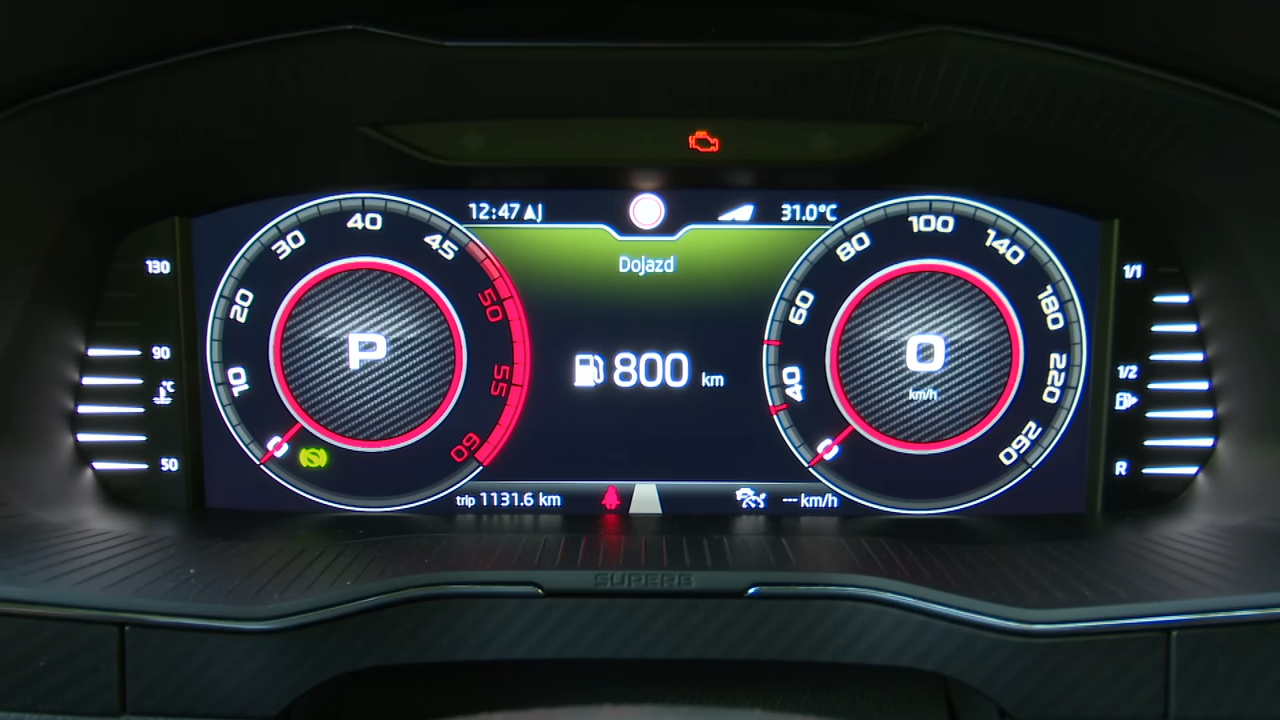 12:47
31.0°C
Dojazd
800 km
trip 1131.6 km
--- km/h
130
90
°C
50
0
10
20
30
40
45
50
55
60
P
0
40
60
80
100
140
180
220
260
0
km/h
1/1
1/2
R
SUPERB